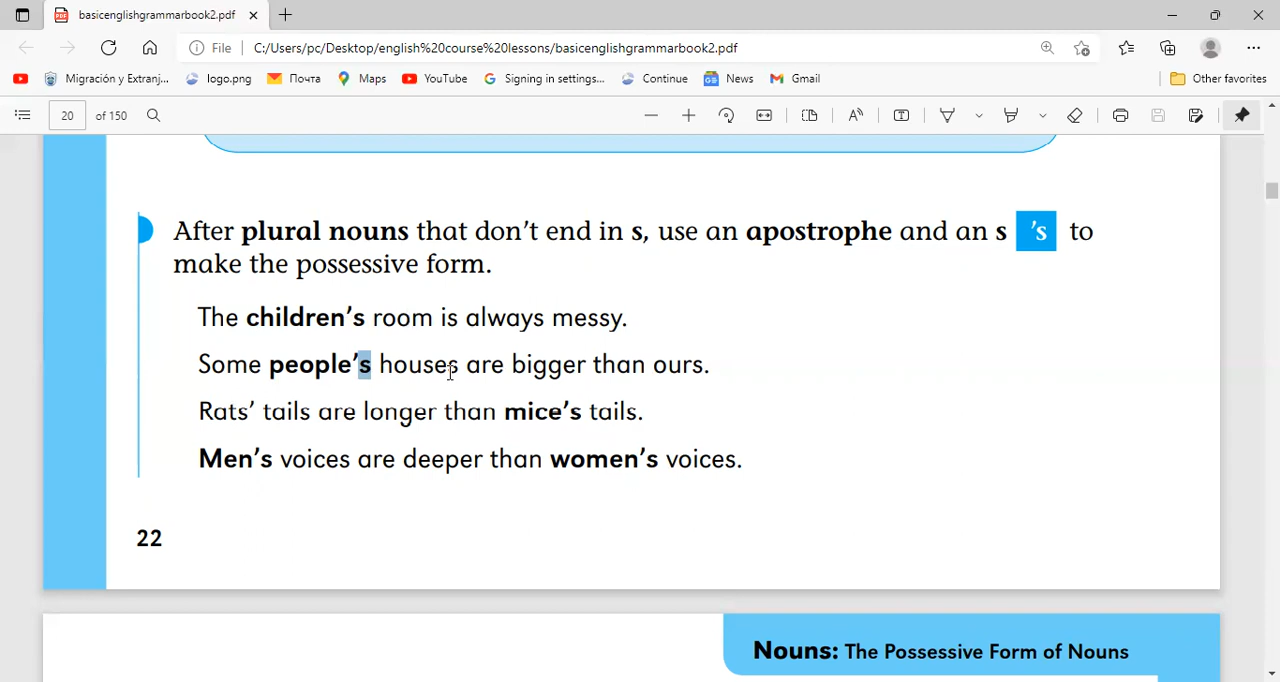 basicenglishgrammarbook2.pdf
File C:/Users/pc/Desktop/english%20course%20lessons/basicenglishgrammarbook2.pdf
Migración y Extranj... logo.png Почта Maps YouTube Signing in settings... Continue News Gmail Other favorites
20 of 150
After plural nouns that don’t end in s, use an apostrophe and an s ’s to
make the possessive form.
The children’s room is always messy.
Some people’s houses are bigger than ours.
Rats’ tails are longer than mice’s tails.
Men’s voices are deeper than women’s voices.
22
Nouns: The Possessive Form of Nouns